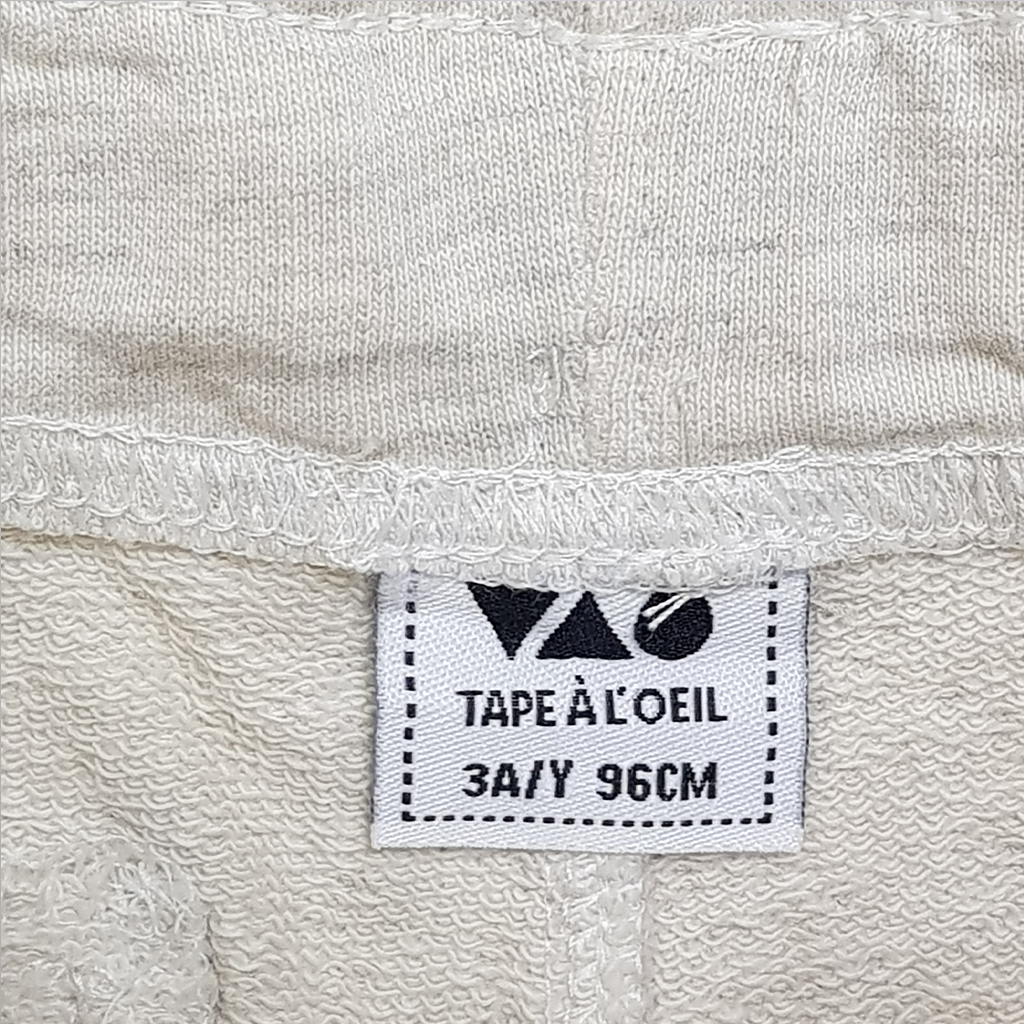 TAPE À L'OEIL
3A/Y 96CM